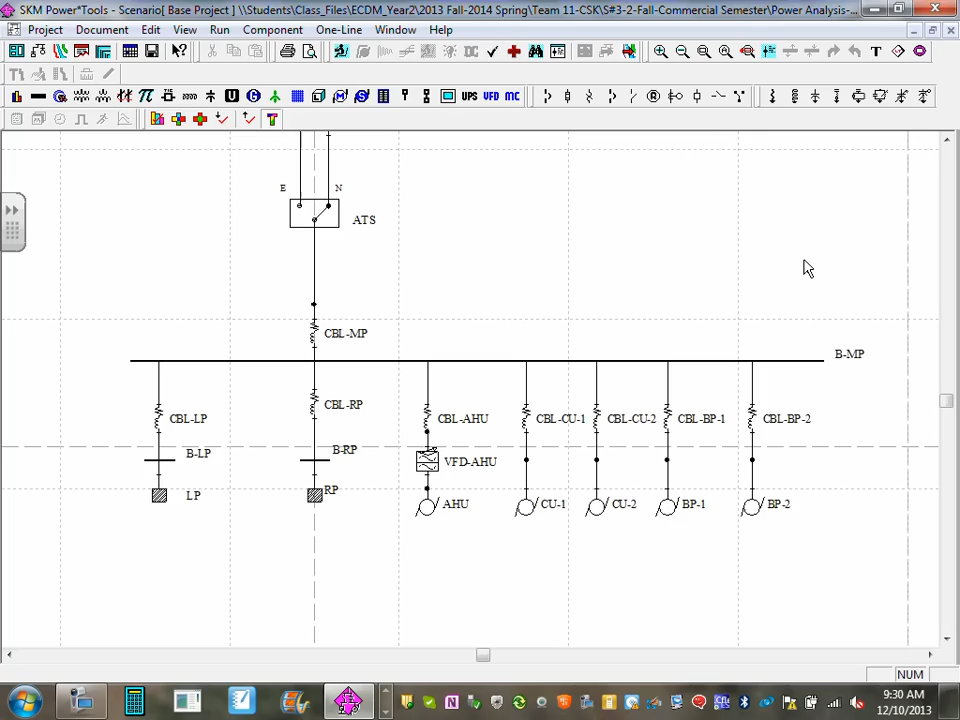 SKM Power*Tools - Scenario[ Base Project ] \\Students\Class_Files\ECDM_Year2\2013 Fall-2014 Spring\Team 11-CSK\S#3-2-Fall-Commercial Semester\Power Analysis-...
Project Document Edit View Run Component One-Line Window Help
DC T
UPS VFD MC
T
E N
ATS
CBL-MP
B-MP
CBL-LP CBL-RP CBL-AHU CBL-CU-1 CBL-CU-2 CBL-BP-1 CBL-BP-2
B-LP B-RP VFD-AHU
LP RP AHU CU-1 CU-2 BP-1 BP-2
NUM
9:30 AM
12/10/2013